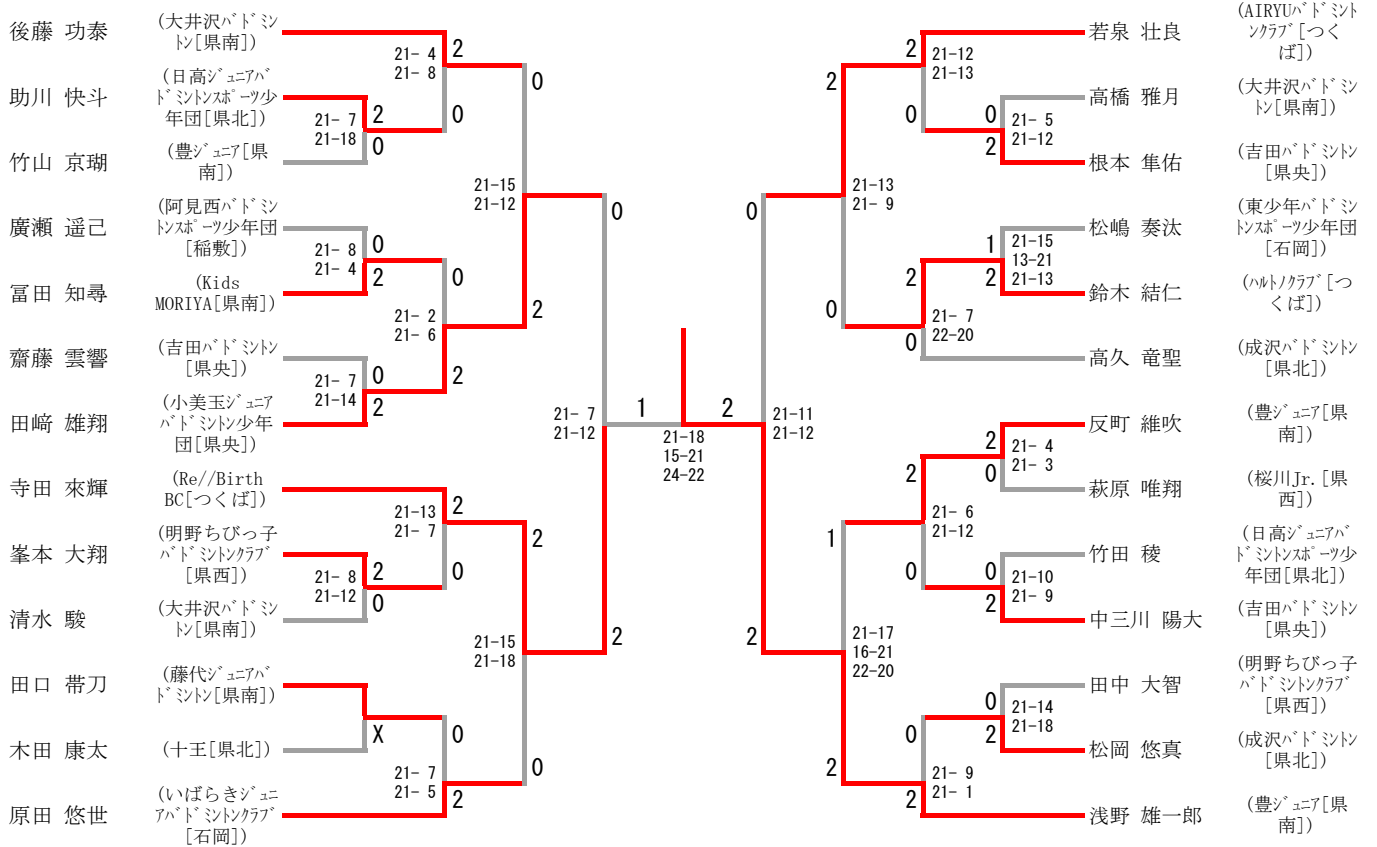 後藤 功泰
(大井沢バドミン
トン[県南])
助川 快斗
(日高ジュニアバ
ドミントンスポーツ少
年団[県北])
竹山 京瑚
(豊ジュニア[県
南])
廣瀬 遥己
(阿見西バドミ
ントンスポーツ少年団
[稲敷])
冨田 知尋
(Kids
MORIYA[県南])
齋藤 雲響
(吉田バドミントン
[県央])
田﨑 雄翔
(小美玉ジュニア
バドミントン少年
団[県央])
寺田 來輝
(Re//Birth
BC[つくば])
峯本 大翔
(明野ちびっ子
バドミントンクラブ
[県西])
清水 駿
(大井沢バドミン
トン[県南])
田口 帯刀
(藤代ジュニアバ
ドミントン[県南])
木田 康太
(十王[県北])
原田 悠世
(いばらきジュニ
アバドミントンクラブ
[石岡])
21- 4
21- 8
2
0
21- 7
21-18
2
0
21- 8
21- 4
0
2
21- 2
21- 6
0
2
21- 7
21-14
0
2
21-15
21-12
0
2
21-13
21- 7
2
0
21- 8
21-12
2
0
X
21- 7
21- 5
0
2
21-15
21-18
2
0
21- 7
21-12
0
2
1
2
21-18
15-21
24-22
21-11
21-12
0
2
21-13
21- 9
2
0
21-12
21-13
2
0
21- 5
21-12
0
2
21-15
13-21
21-13
1
2
21- 7
22-20
2
0
21-17
16-21
22-20
1
2
21- 4
21- 3
2
0
21- 6
21-12
2
0
21-10
21- 9
0
2
21-14
21-18
0
2
21- 9
21- 1
0
2
若泉 壮良
(AIRYUバドミント
ンクラブ[つく
ば])
高橋 雅月
(大井沢バドミン
トン[県南])
根本 隼佑
(吉田バドミントン
[県央])
松嶋 奏汰
(東少年バドミ
ントンスポーツ少年団
[石岡])
鈴木 結仁
(ハルトノクラブ[つ
くば])
高久 竜聖
(成沢バドミントン
[県北])
反町 維吹
(豊ジュニア[県
南])
萩原 唯翔
(桜川Jr.[県
西])
竹田 稜
(日高ジュニアバ
ドミントンスポーツ少
年団[県北])
中三川 陽大
(吉田バドミントン
[県央])
田中 大智
(明野ちびっ子
バドミントンクラブ
[県西])
松岡 悠真
(成沢バドミントン
[県北])
浅野 雄一郎
(豊ジュニア[県
南])